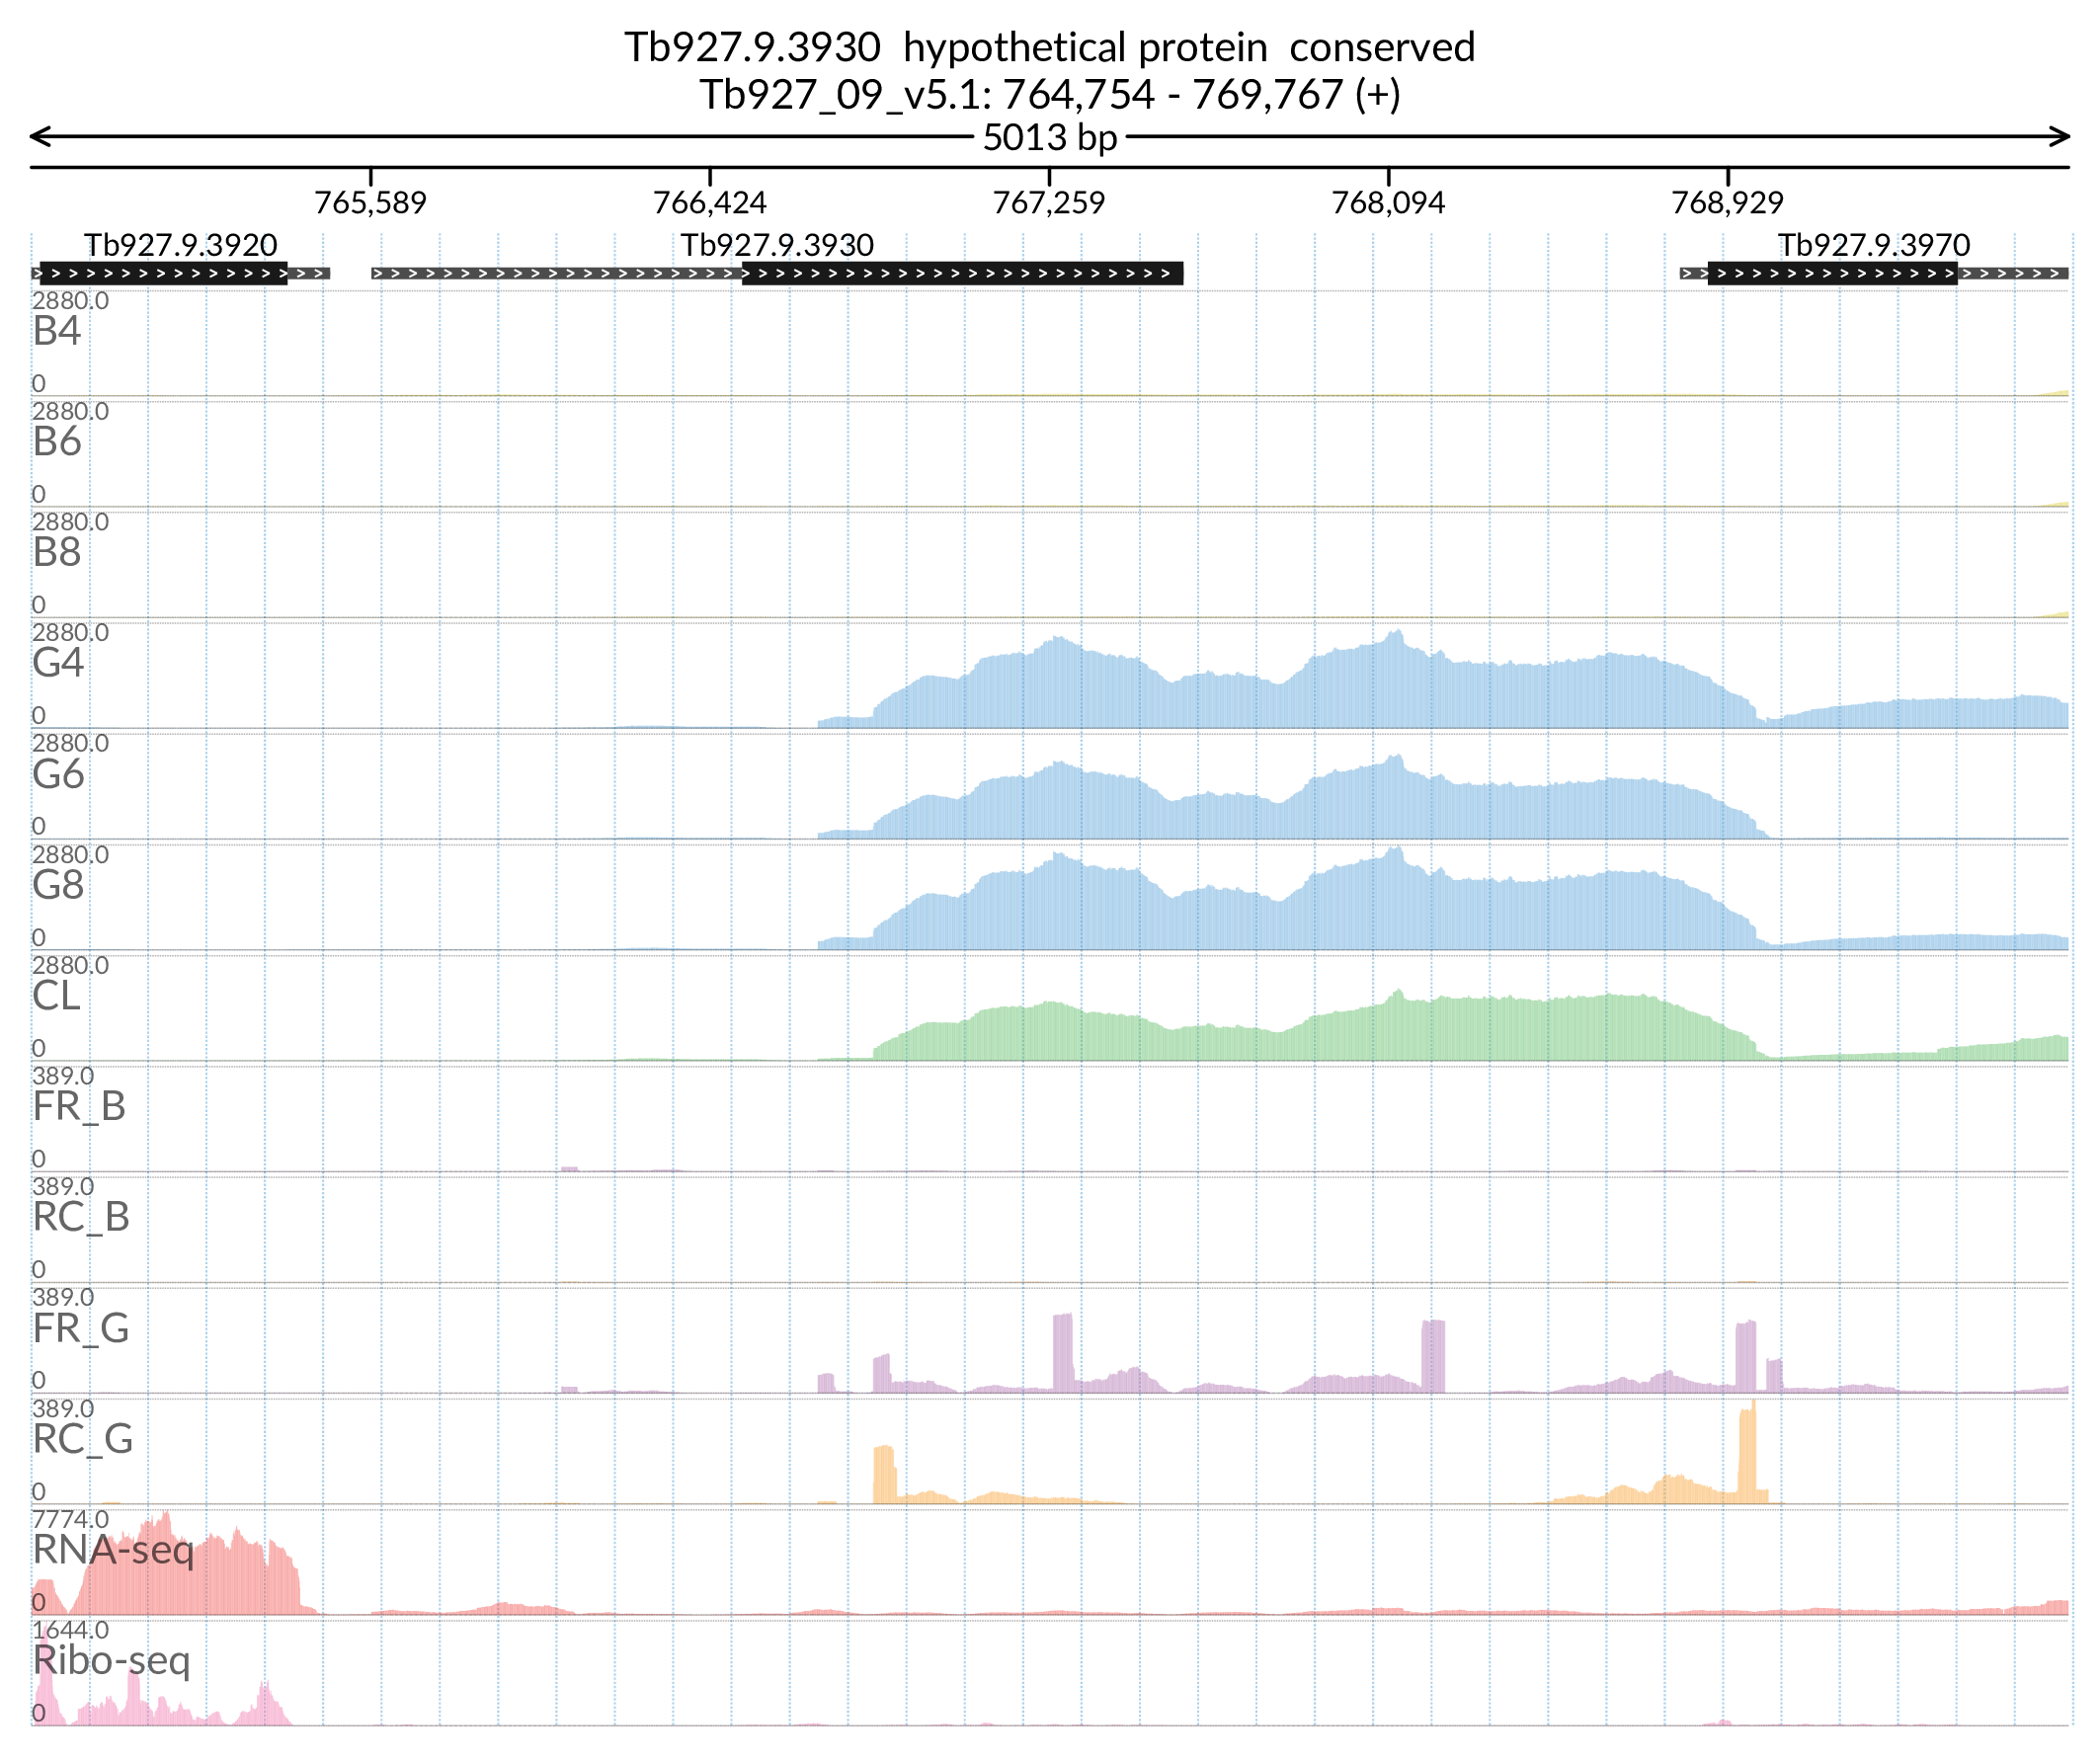 Tb927.9.3930  hypothetical protein  conserved
Tb927_09_v5.1: 764,754 - 769,767 (+)
5013 bp
765,589 766,424 767,259 768,094 768,929
Tb927.9.3920 Tb927.9.3930 Tb927.9.3970
2880.0
B4
0
2880.0
B6
0
2880.0
B8
0
2880.0
G4
0
2880.0
G6
0
2880.0
G8
0
2880.0
CL
0
389.0
FR_B
0
389.0
RC_B
0
389.0
FR_G
0
389.0
RC_G
0
7774.0
RNA-seq
0
1644.0
Ribo-seq
0